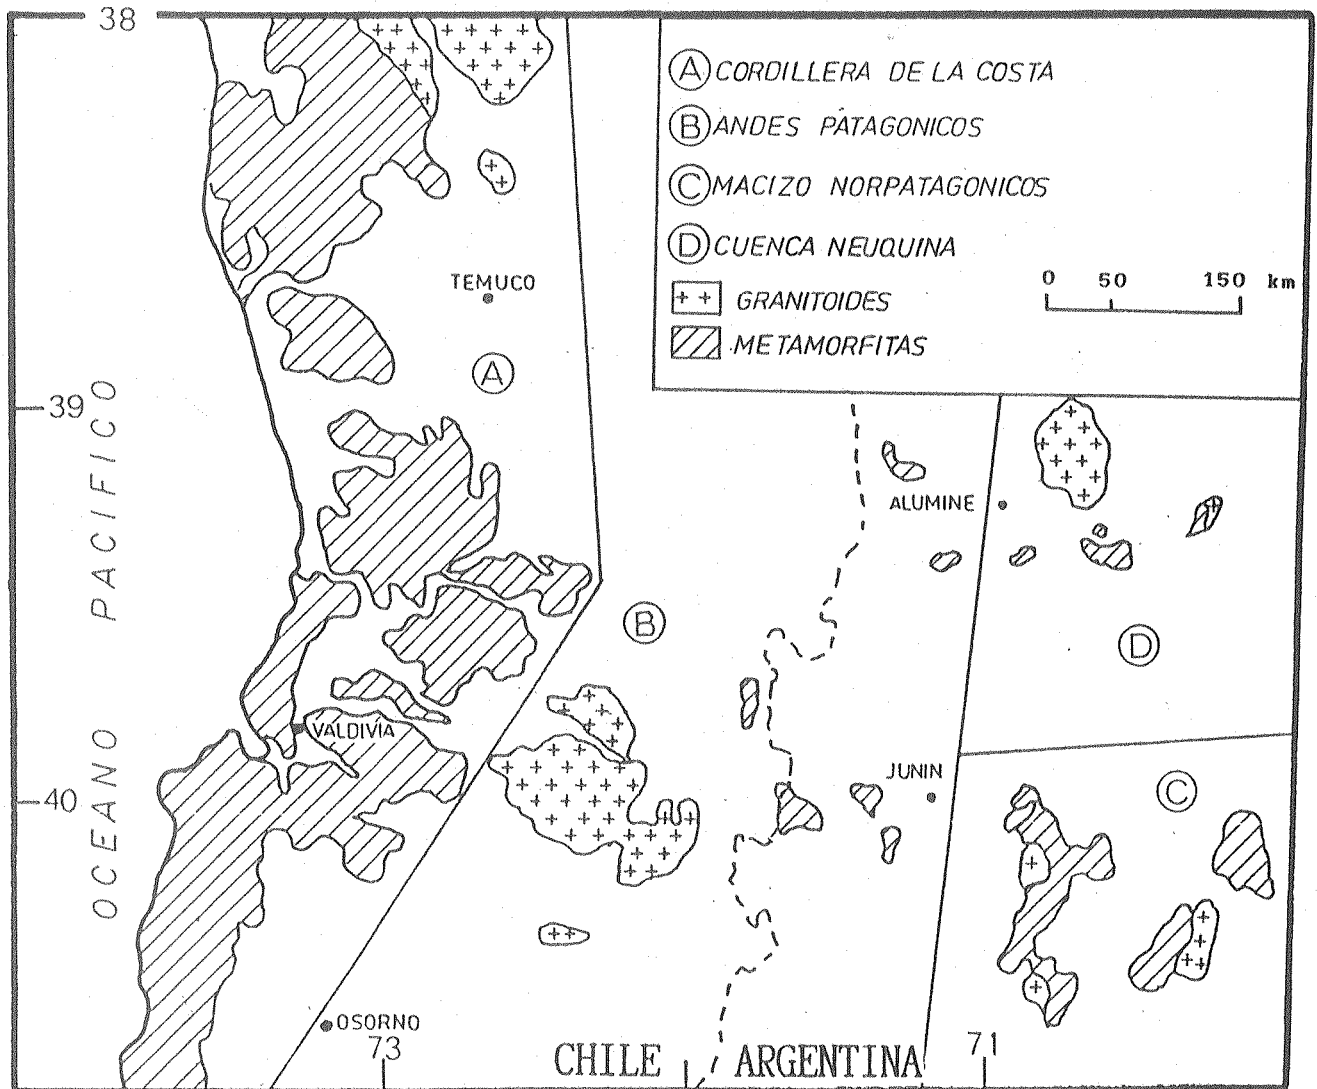 38
Ⓐ CORDILLERA DE LA COSTA
Ⓑ ANDES PATAGONICOS
Ⓒ MACIZO NORPATAGONICOS
Ⓓ CUENCA NEUQUINA
0 50 150 km
++ GRANITOIDES
METAMORFITAS
TEMUCO
A
39
OCEANO PACIFICO
ALUMINE
B
D
VALDIVIA
JUNIN
C
40
OSORNO
73
71
CHILE ARGENTINA